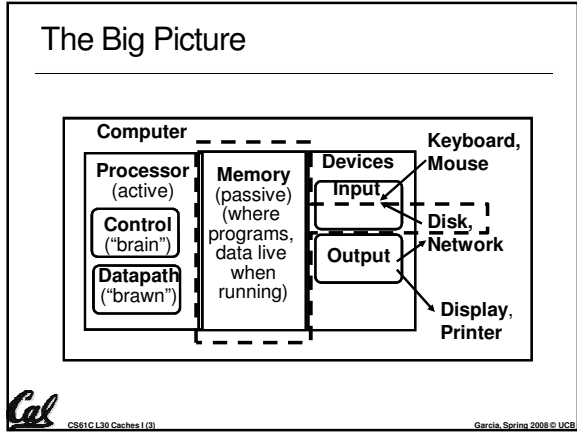 The Big Picture
Computer
Processor
(active)
Control
("brain")
Datapath
("brawn")
Memory
(passive)
(where
programs,
data live
when
running)
Devices
Input
Output
Keyboard,
Mouse
Disk,
Network
Display,
Printer
Cal
CS61C L30 Caches I (3)
Garcia, Spring 2008 © UCB